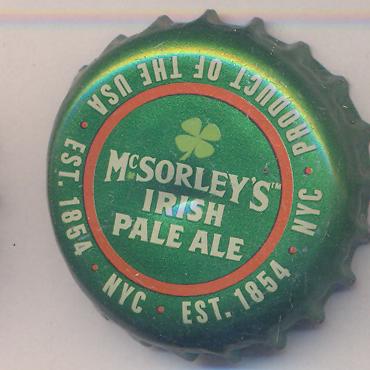 McSORLEY'S™
IRISH
PALE ALE
PRODUCT OF THE USA • EST. 1854 • NYC • EST. 1854 • NYC •